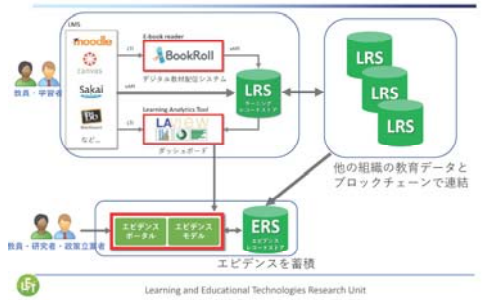 LMS
moodle
canvas
Sakai
Bb
Blackboard
など…
LTI
LTI
E-book reader
BookRoll
デジタル教材配信システム
xAPI
Learning Analytics Tool
LAView
ダッシュボード
LRS
ラーニング
レコードストア
LRS
LRS
LRS
他の組織の教育データと
ブロックチェーンで連結
教員・学習者
エビデンス
ポータル
エビデンス
モデル
ERS
エビデンス
レコードストア
教員・研究者・政策立案者
エビデンスを蓄積
LET
Learning and Educational Technologies Research Unit